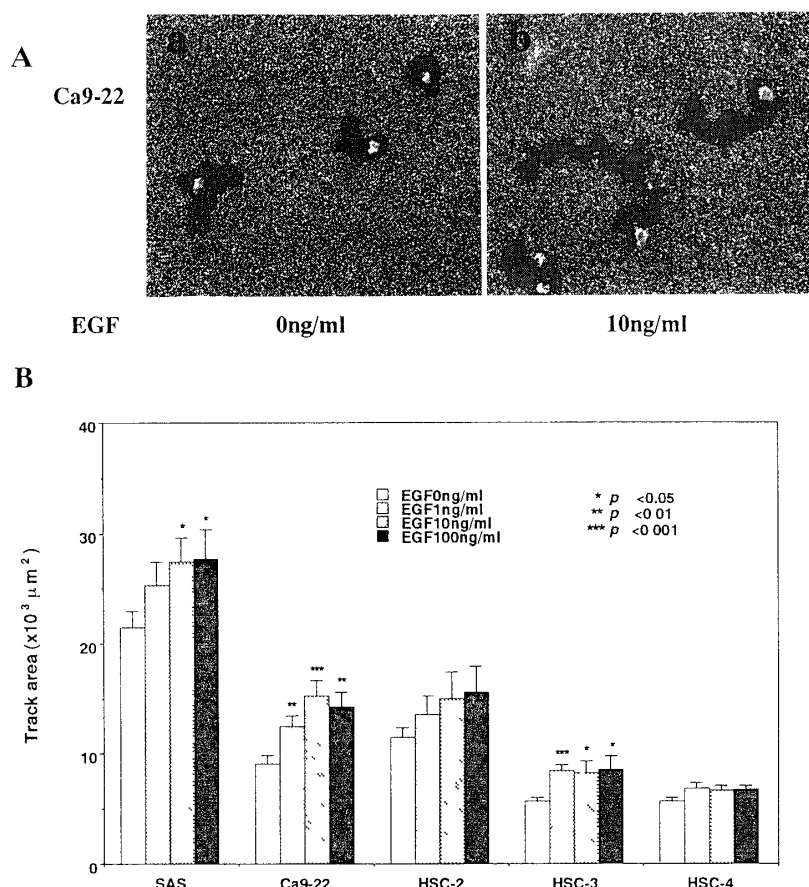 A
a
b
Ca9-22
EGF
0ng/ml
10ng/ml
B
40
30
20
10
0
Track area (x10³ μm²)
EGF0ng/ml
EGF1ng/ml
EGF10ng/ml
EGF100ng/ml
* p <0.05
** p <0 01
*** p <0 001
* *
** *** **
*** * *
SAS Ca9-22 HSC-2 HSC-3 HSC-4